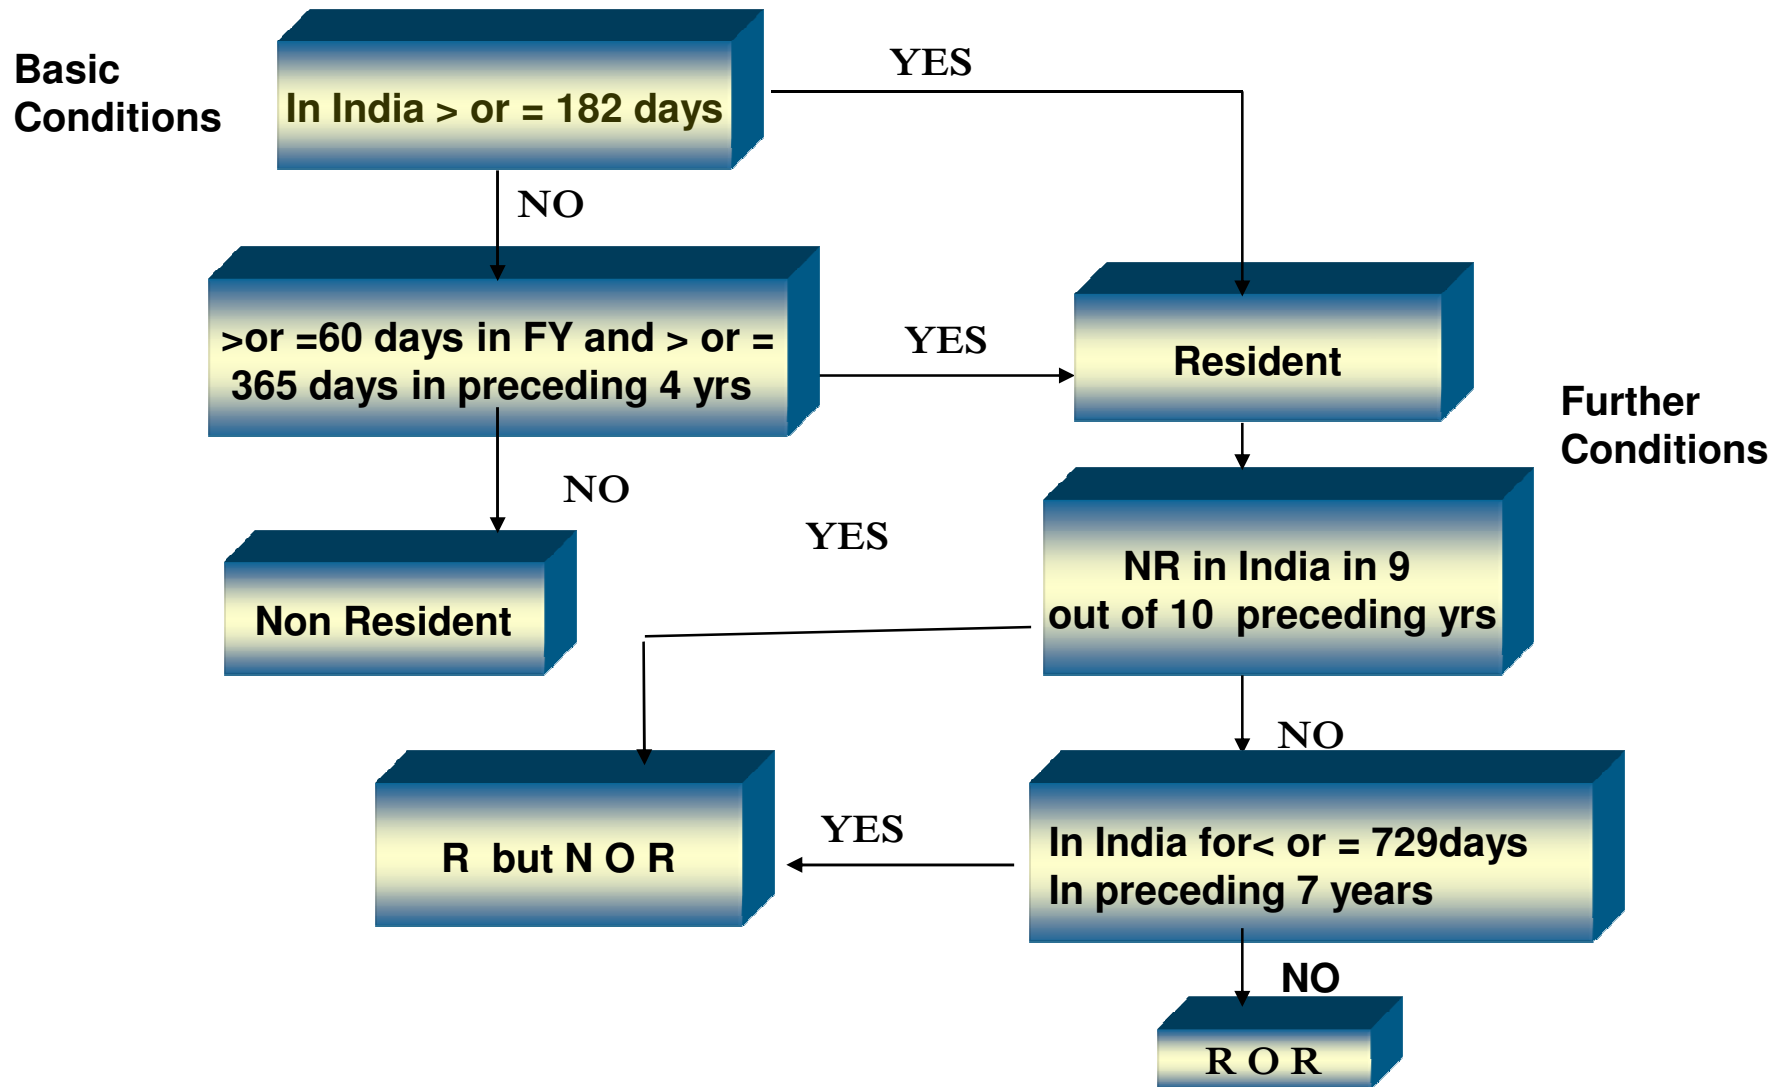 Basic
Conditions
In India > or = 182 days
YES
NO
>or =60 days in FY and > or =
365 days in preceding 4 yrs
YES
Resident
Further
Conditions
NO
Non Resident
YES
NR in India in 9
out of 10 preceding yrs
NO
R but N O R
YES
In India for< or = 729days
In preceding 7 years
NO
R O R